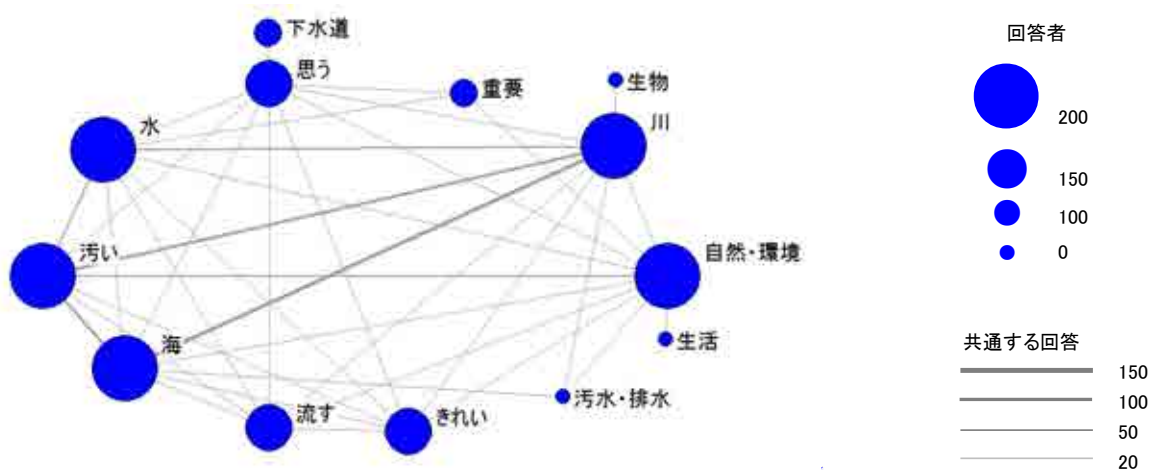 下水道
思う
重要
生物
水
川
汚い
自然・環境
海
生活
汚水・排水
流す
きれい
回答者
200
150
100
0
共通する回答
150
100
50
20